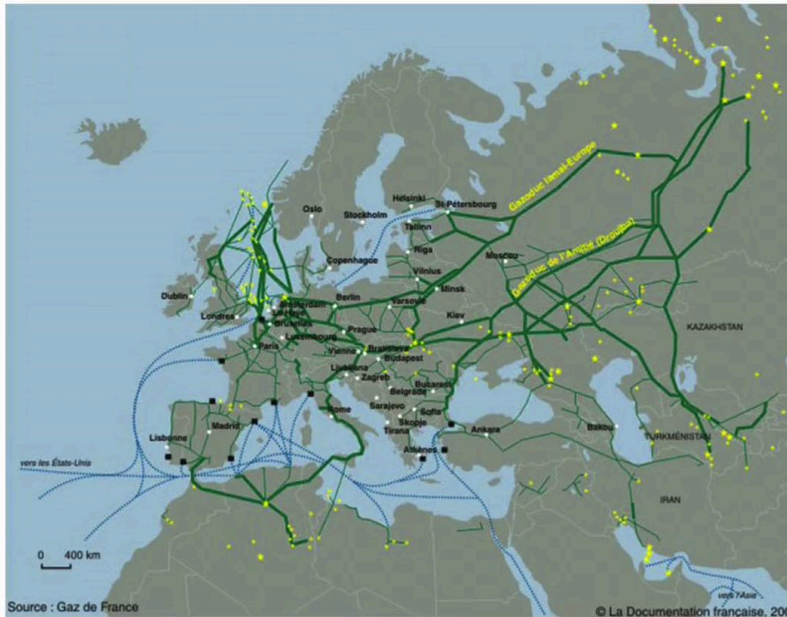 Gazoduc Iamal-Europe
Helsinki
St-Pétersbourg
Oslo
Stockholm
Tallinn
Gazoduc de l'Amitié (Droujba)
Riga
Moscou
Copenhague
Vilnius
Minsk
Dublin
Berlin
Amsterdam
Varsovie
La Haye
Londres
Kiev
Bruxelles
KAZAKHSTAN
Prague
Luxembourg
Paris
Vienne
Bratislava
Budapest
Ljubljana
Zagreb
Bucarest
Belgrade
Sarajevo
Rome
Sofia
Skopje
Madrid
Tirana
Ankara
Bakou
Lisbonne
TURKMÉNISTAN
Athènes
vers les États-Unis
IRAN
0 400 km
vers l'Asie
Source : Gaz de France
© La Documentation française, 200